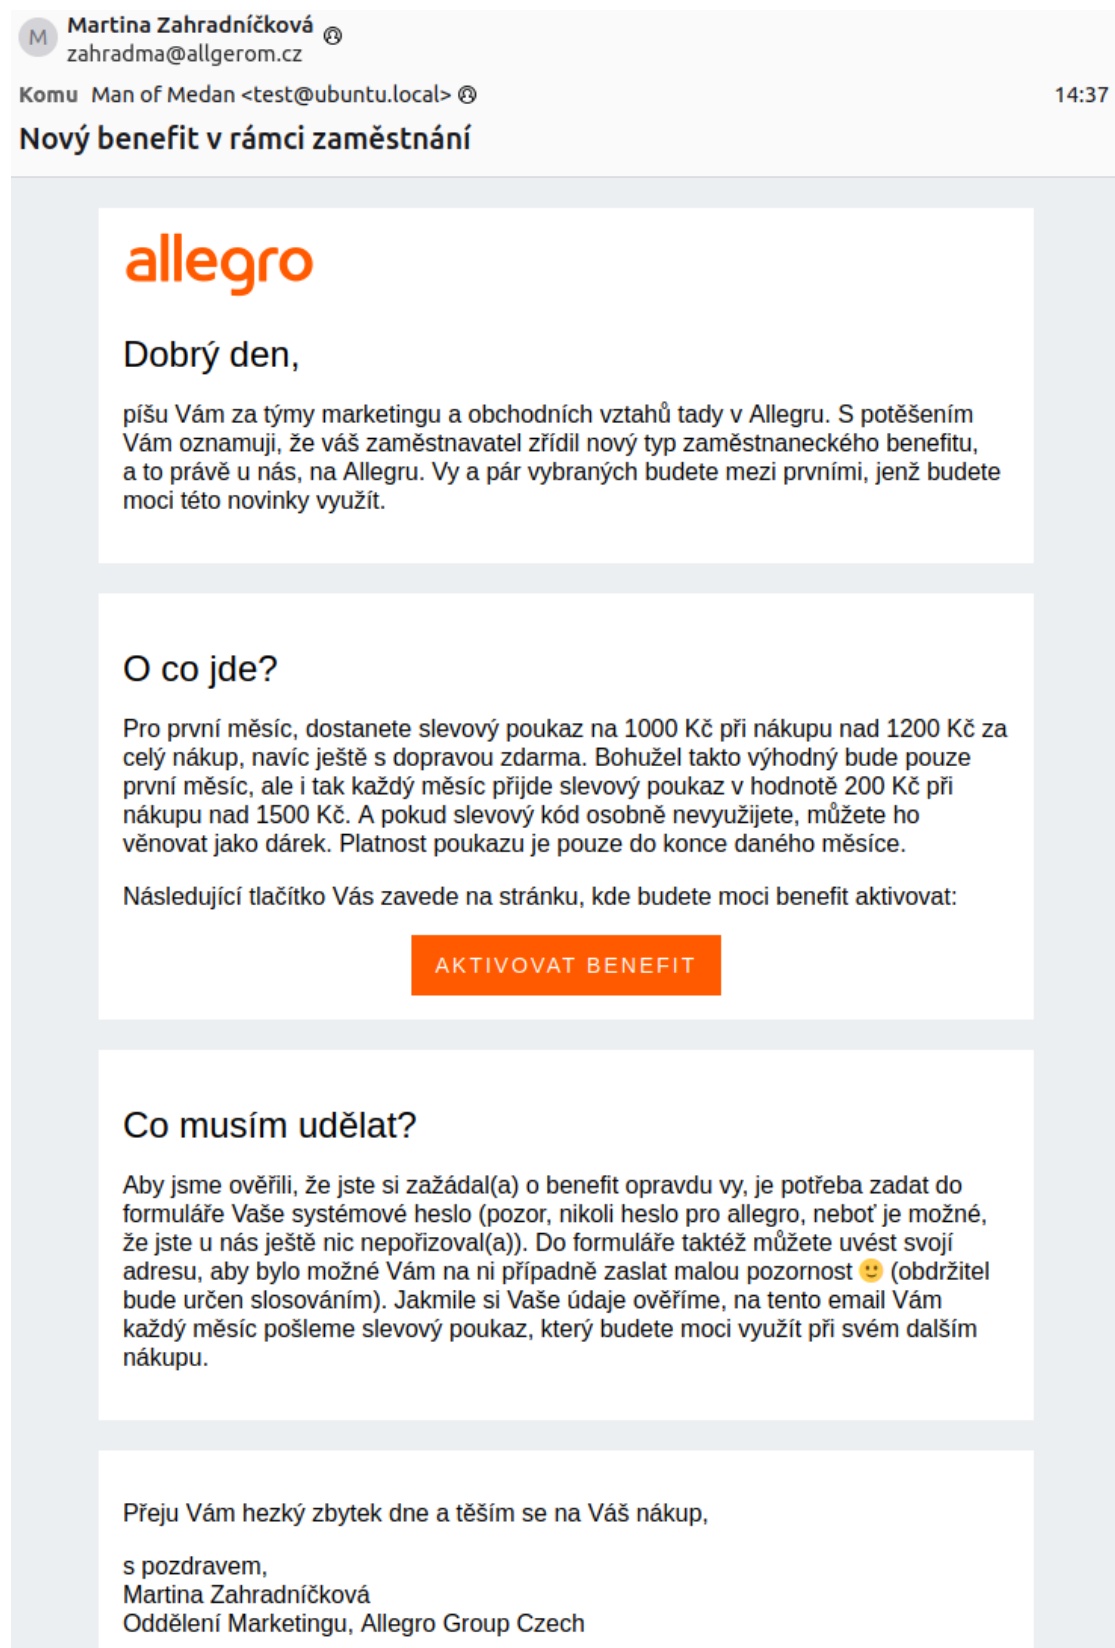 M
Martina Zahradníčková
zahradma@allgerom.cz
Komu Man of Medan <test@ubuntu.local>
14:37
Nový benefit v rámci zaměstnání
allegro
Dobrý den,
píšu Vám za týmy marketingu a obchodních vztahů tady v Allegru. S potěšením
Vám oznamuji, že váš zaměstnavatel zřídil nový typ zaměstnaneckého benefitu,
a to právě u nás, na Allegru. Vy a pár vybraných budete mezi prvními, jenž budete
moci této novinky využít.
O co jde?
Pro první měsíc, dostanete slevový poukaz na 1000 Kč při nákupu nad 1200 Kč za
celý nákup, navíc ještě s dopravou zdarma. Bohužel takto výhodný bude pouze
první měsíc, ale i tak každý měsíc přijde slevový poukaz v hodnotě 200 Kč při
nákupu nad 1500 Kč. A pokud slevový kód osobně nevyužijete, můžete ho
věnovat jako dárek. Platnost poukazu je pouze do konce daného měsíce.
Následující tlačítko Vás zavede na stránku, kde budete moci benefit aktivovat:
AKTIVOVAT BENEFIT
Co musím udělat?
Aby jsme ověřili, že jste si zažádal(a) o benefit opravdu vy, je potřeba zadat do
formuláře Vaše systémové heslo (pozor, nikoli heslo pro allegro, neboť je možné,
že jste u nás ještě nic nepořizoval(a)). Do formuláře taktéž můžete uvést svojí
adresu, aby bylo možné Vám na ni případně zaslat malou pozornost 🙂 (obdržitel
bude určen slosováním). Jakmile si Vaše údaje ověříme, na tento email Vám
každý měsíc pošleme slevový poukaz, který budete moci využít při svém dalším
nákupu.
Přeju Vám hezký zbytek dne a těším se na Váš nákup,
s pozdravem,
Martina Zahradníčková
Oddělení Marketingu, Allegro Group Czech